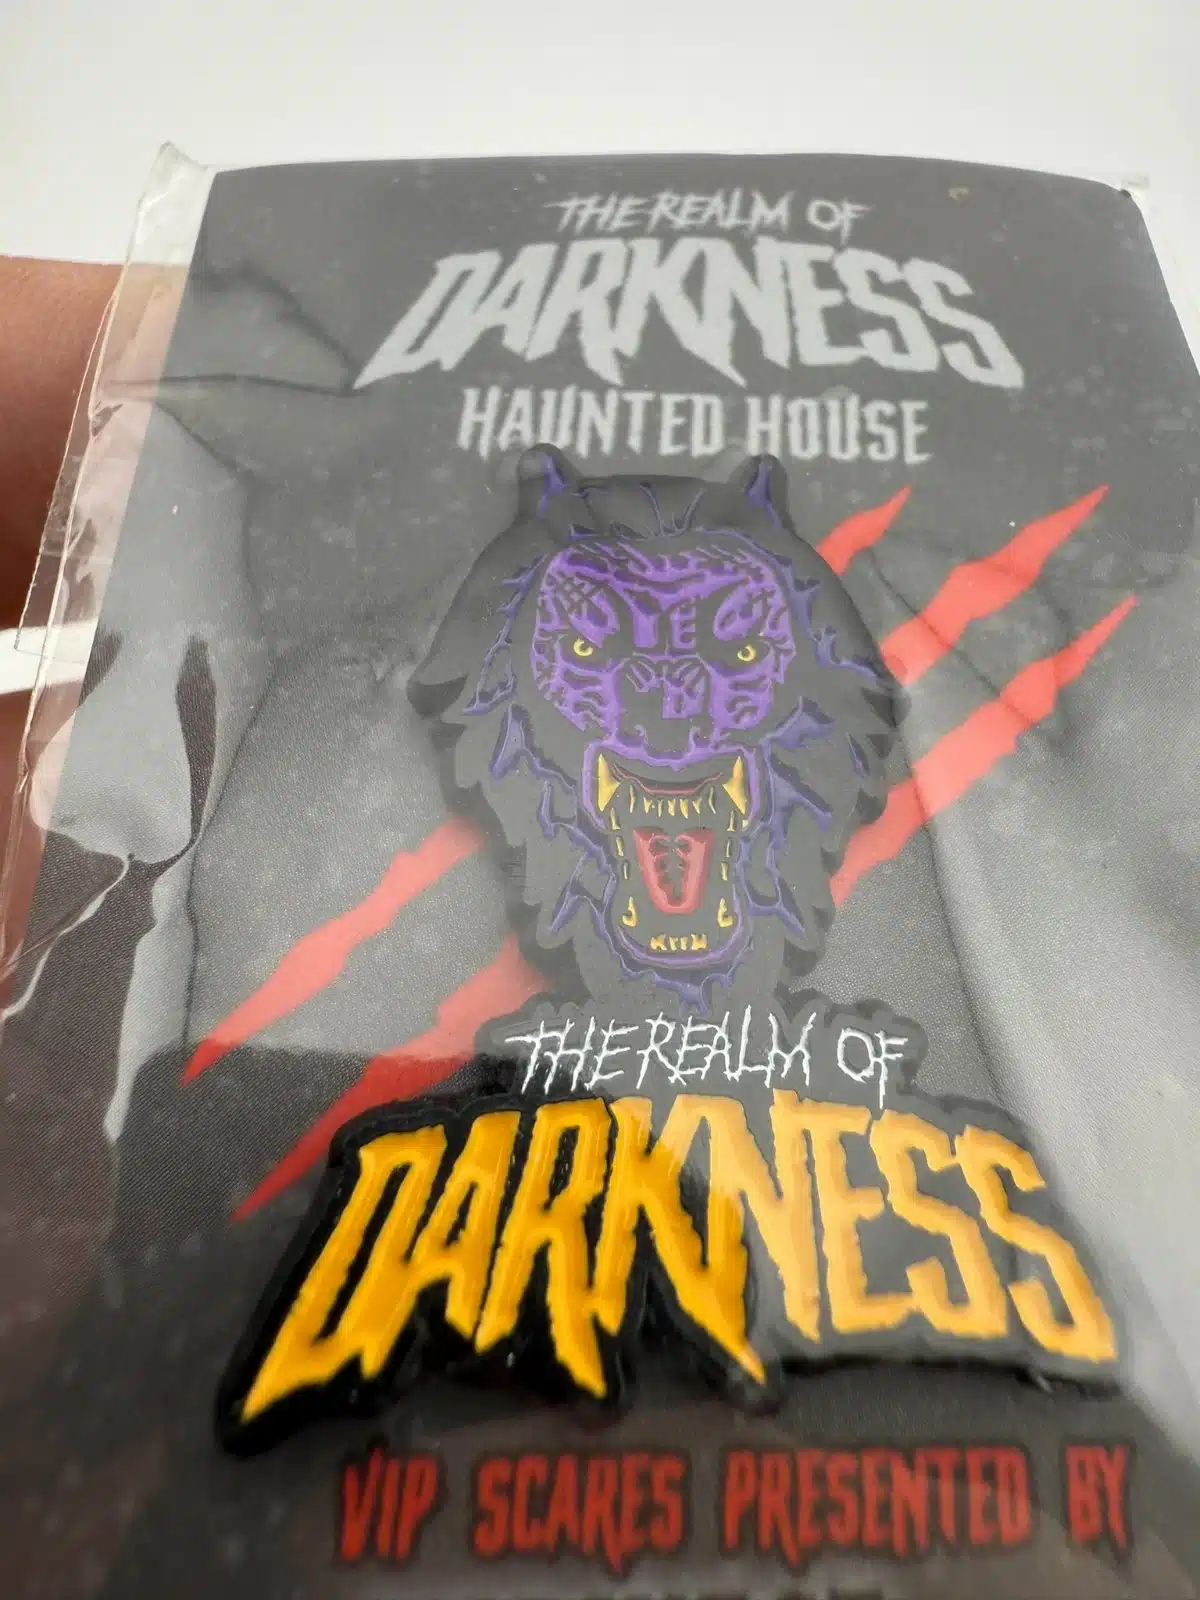 THE REALM OF
DARKNESS
HAUNTED HOUSE
THE REALM OF
DARKNESS
VIP SCARES PRESENTED BY